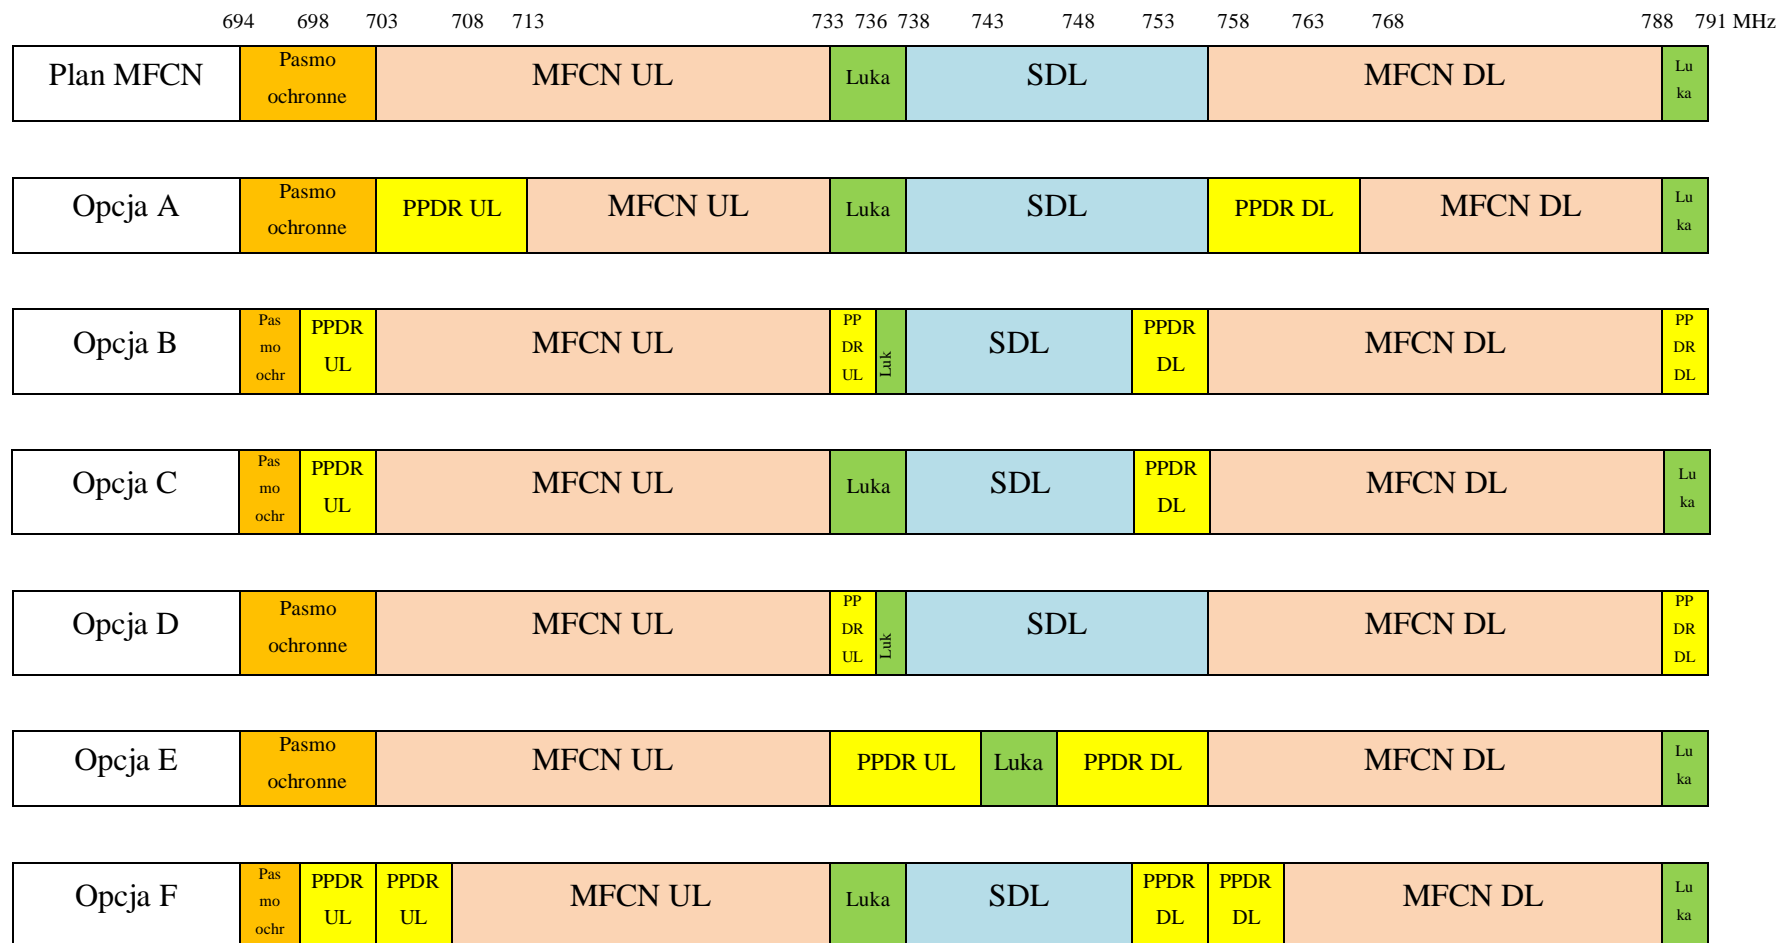 694 698 703 708 713 733 736 738 743 748 753 758 763 768 788 791 MHz
Plan MFCN
Pasmo
ochronne
MFCN UL
Luka
SDL
MFCN DL
Lu
ka
Opcja A
Pasmo
ochronne
PPDR UL
MFCN UL
Luka
SDL
PPDR DL
MFCN DL
Lu
ka
Opcja B
Pas
mo
ochr
PPDR
UL
MFCN UL
PP
DR
UL
Luk
SDL
PPDR
DL
MFCN DL
PP
DR
DL
Opcja C
Pas
mo
ochr
PPDR
UL
MFCN UL
Luka
SDL
PPDR
DL
MFCN DL
Lu
ka
Opcja D
Pasmo
ochronne
MFCN UL
PP
DR
UL
Luk
SDL
MFCN DL
PP
DR
DL
Opcja E
Pasmo
ochronne
MFCN UL
PPDR UL
Luka
PPDR DL
MFCN DL
Lu
ka
Opcja F
Pas
mo
ochr
PPDR
UL
PPDR
UL
MFCN UL
Luka
SDL
PPDR
DL
PPDR
DL
MFCN DL
Lu
ka